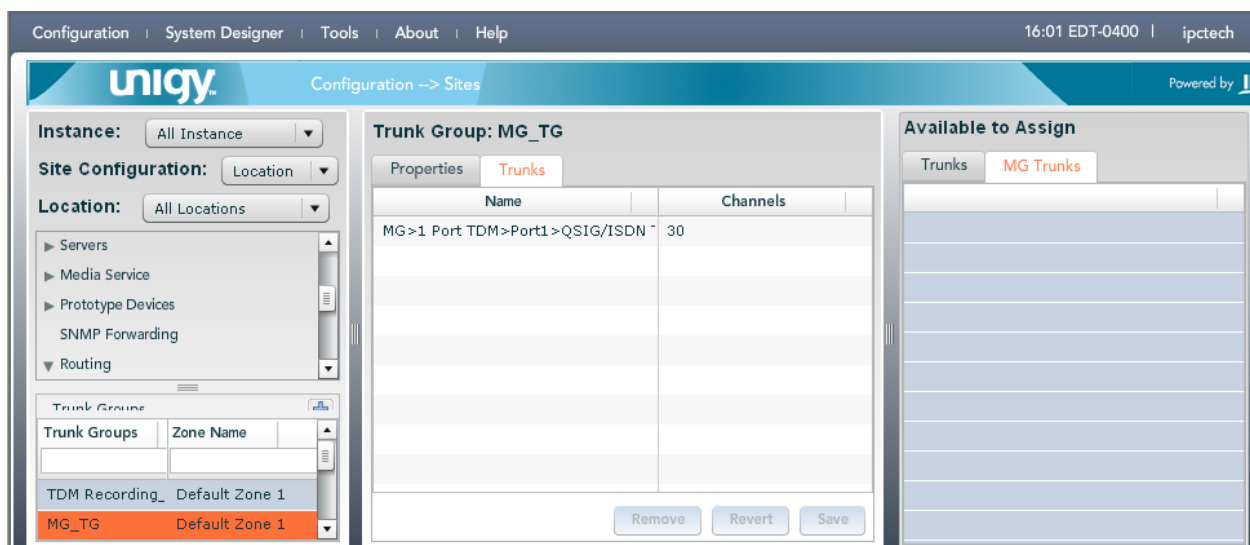 Configuration | System Designer | Tools | About | Help
16:01 EDT-0400 | ipctech
unigy™
Configuration --> Sites
Powered by
Instance: All Instance
Site Configuration: Location
Location: All Locations
Servers
Media Service
Prototype Devices
SNMP Forwarding
Routing
Trunk Groups
Trunk Groups Zone Name
TDM Recording_ Default Zone 1
MG_TG Default Zone 1
Trunk Group: MG_TG
Properties Trunks
Name Channels
MG>1 Port TDM>Port1>QSIG/ISDN 30
Remove Revert Save
Available to Assign
Trunks MG Trunks